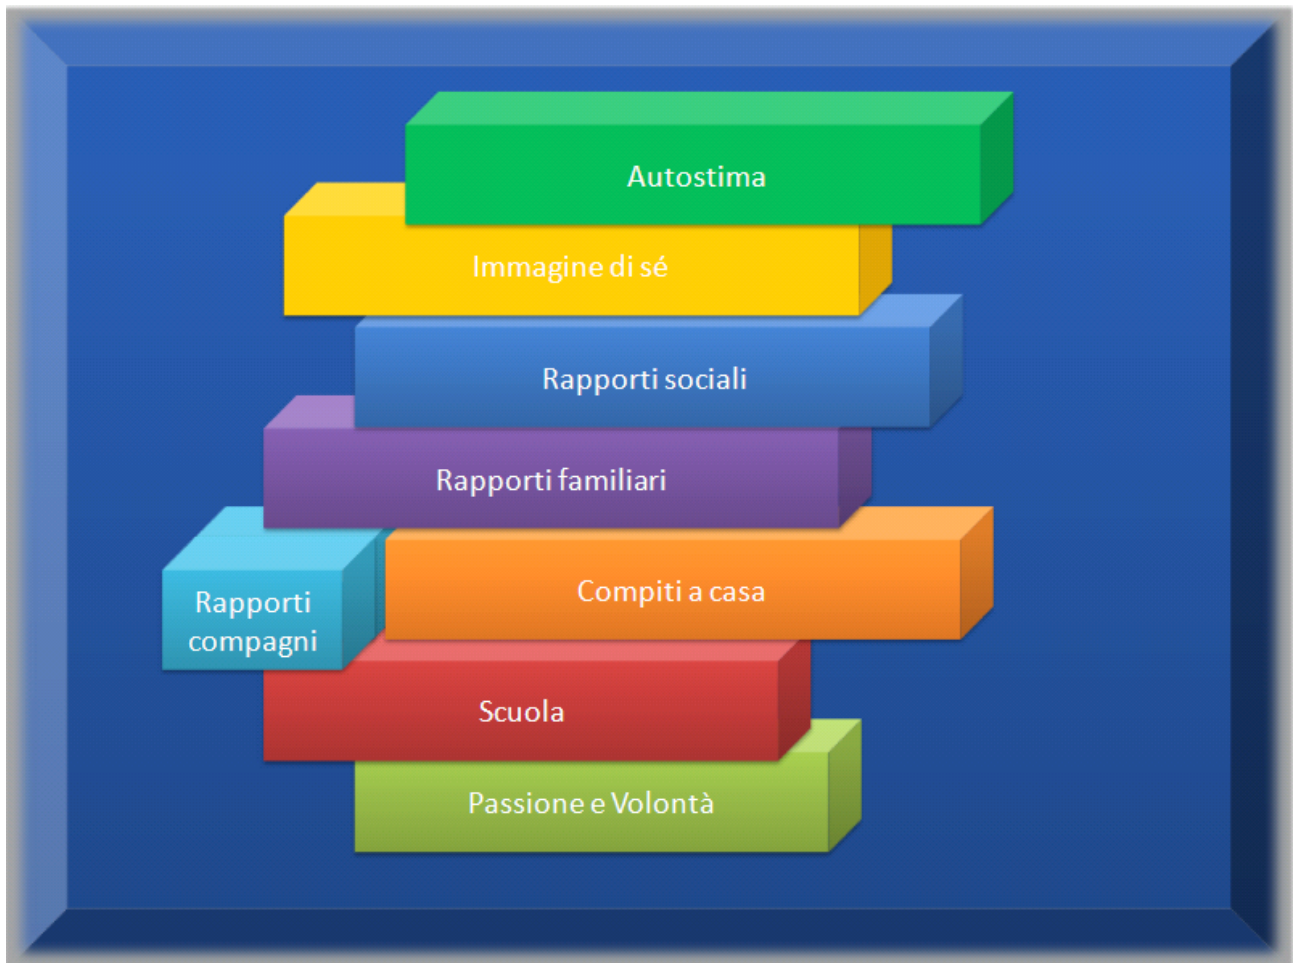 Autostima
Immagine di sé
Rapporti sociali
Rapporti familiari
Rapporti
compagni
Compiti a casa
Scuola
Passione e Volontà